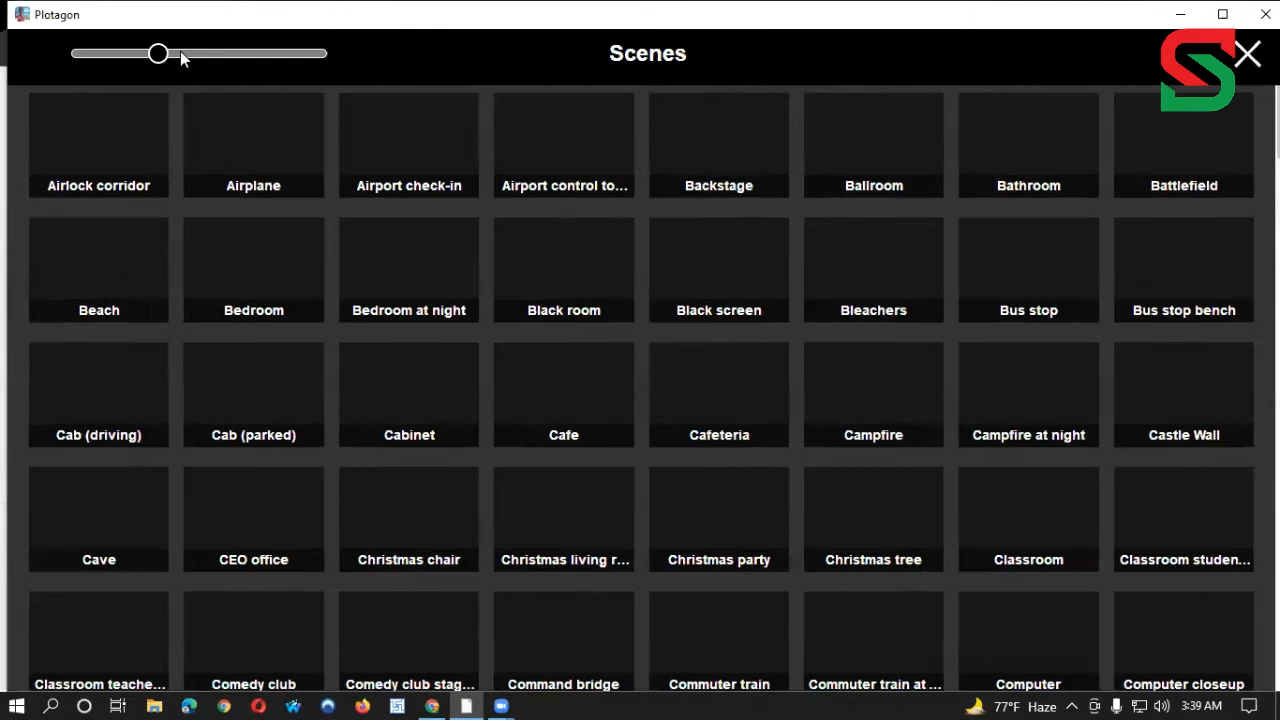 Plotagon
Scenes
Airlock corridor Airplane Airport check-in Airport control to... Backstage Ballroom Bathroom Battlefield
Beach Bedroom Bedroom at night Black room Black screen Bleachers Bus stop Bus stop bench
Cab (driving) Cab (parked) Cabinet Cafe Cafeteria Campfire Campfire at night Castle Wall
Cave CEO office Christmas chair Christmas living r... Christmas party Christmas tree Classroom Classroom studen...
Classroom teache... Comedy club Comedy club stag... Command bridge Commuter train Commuter train at ... Computer Computer closeup
77°F Haze 3:39 AM